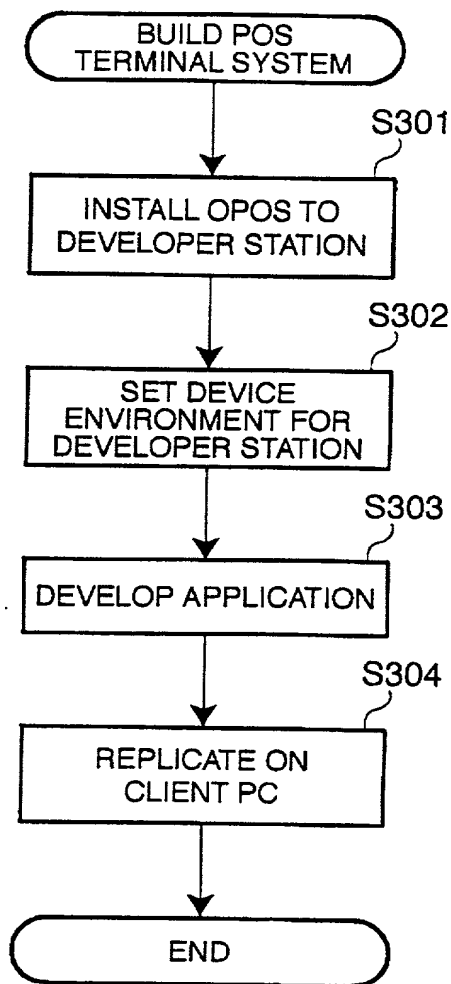 BUILD POS
TERMINAL SYSTEM
S301
INSTALL OPOS TO
DEVELOPER STATION
S302
SET DEVICE
ENVIRONMENT FOR
DEVELOPER STATION
S303
DEVELOP APPLICATION
S304
REPLICATE ON
CLIENT PC
END